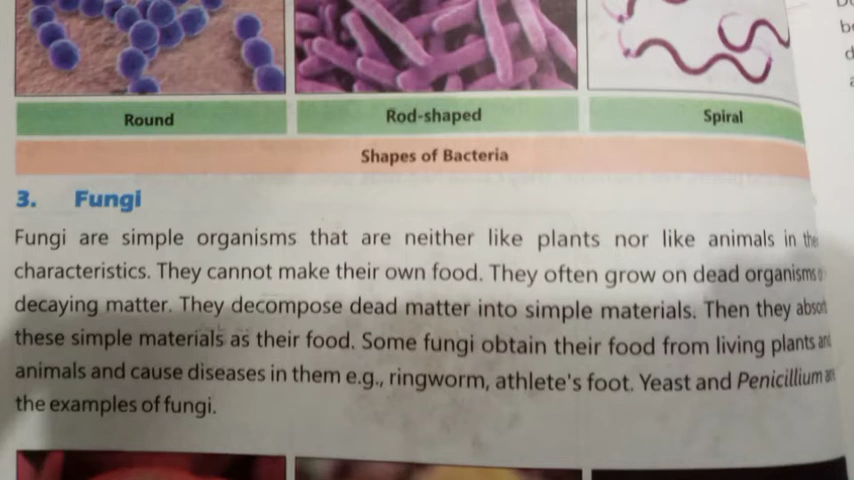 Round
Rod-shaped
Spiral
Shapes of Bacteria
3. Fungi
Fungi are simple organisms that are neither like plants nor like animals in
characteristics. They cannot make their own food. They often grow on dead organisms
decaying matter. They decompose dead matter into simple materials. Then they absorb
these simple materials as their food. Some fungi obtain their food from living plants and
animals and cause diseases in them e.g., ringworm, athlete's foot. Yeast and Penicillium are
the examples of fungi.